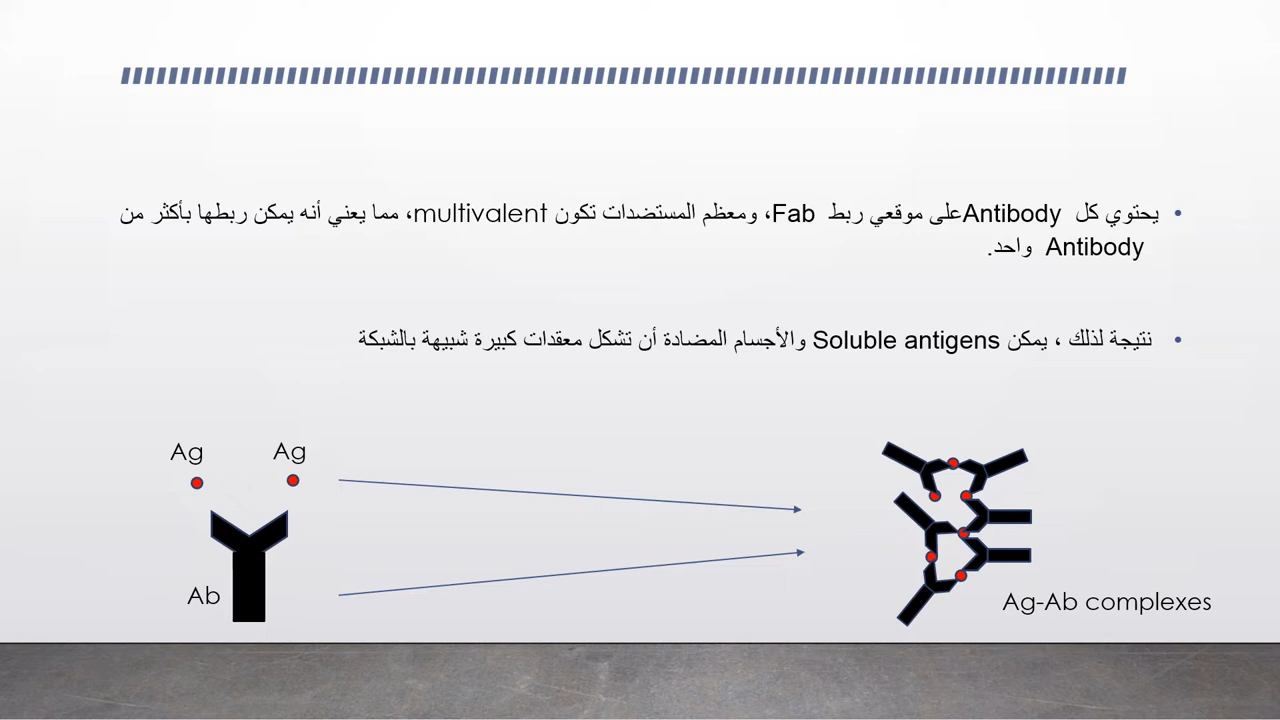 يحتوي كل Antibody على موقعي ربط Fab، ومعظم المستضدات تكون multivalent، مما يعني أنه يمكن ربطها بأكثر من
Antibody واحد.
نتيجة لذلك ، يمكن Soluble antigens والأجسام المضادة أن تشكل معقدات كبيرة شبيهة بالشبكة
Ag
Ag
Ab
Ag-Ab complexes